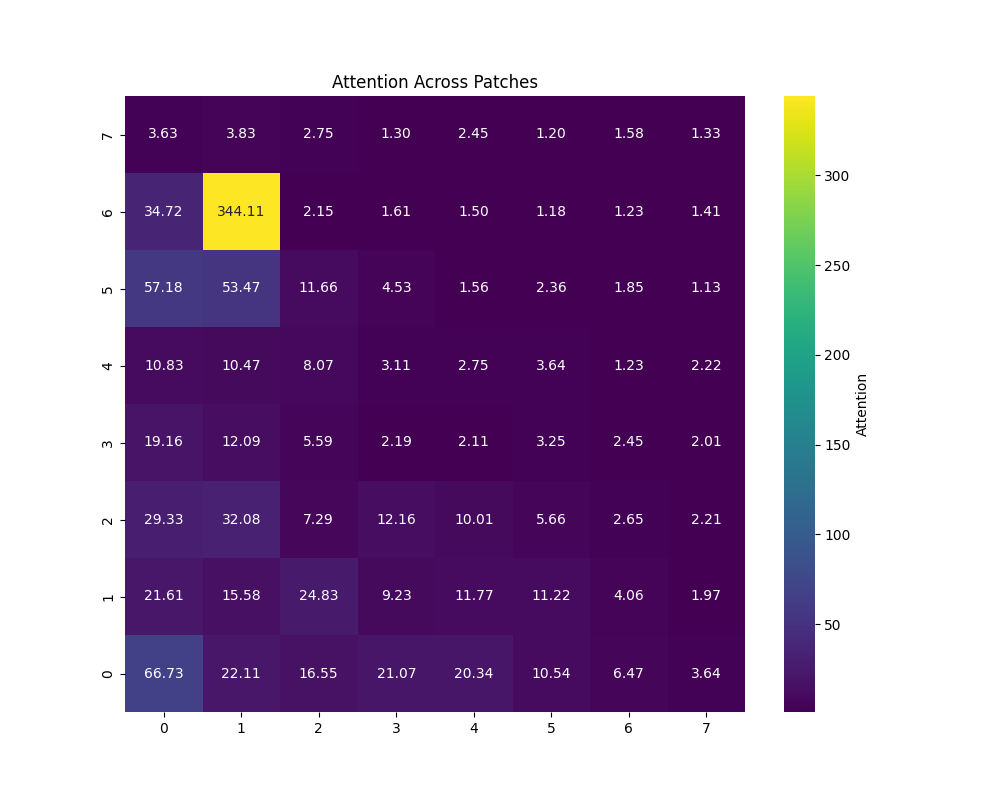 Attention Across Patches
7 3.63 3.83 2.75 1.30 2.45 1.20 1.58 1.33
6 34.72 344.11 2.15 1.61 1.50 1.18 1.23 1.41
5 57.18 53.47 11.66 4.53 1.56 2.36 1.85 1.13
4 10.83 10.47 8.07 3.11 2.75 3.64 1.23 2.22
3 19.16 12.09 5.59 2.19 2.11 3.25 2.45 2.01
2 29.33 32.08 7.29 12.16 10.01 5.66 2.65 2.21
1 21.61 15.58 24.83 9.23 11.77 11.22 4.06 1.97
0 66.73 22.11 16.55 21.07 20.34 10.54 6.47 3.64
0 1 2 3 4 5 6 7
300
250
200
150
100
50
Attention